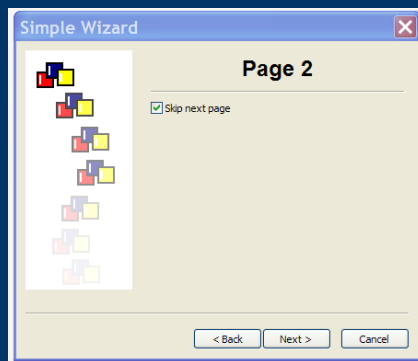 Simple Wizard
Page 2
Skip next page
< Back Next > Cancel